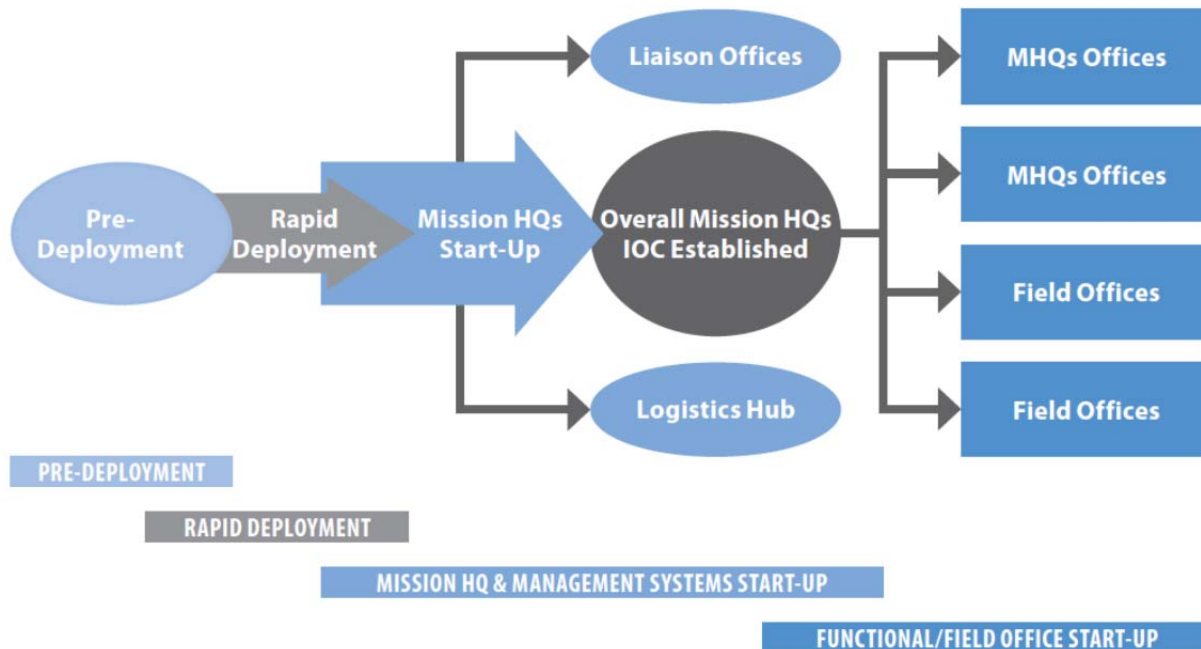 Liaison Offices
MHQs Offices
MHQs Offices
Pre-
Deployment
Rapid
Deployment
Mission HQs
Start-Up
Overall Mission HQs
IOC Established
Field Offices
Logistics Hub
Field Offices
PRE-DEPLOYMENT
RAPID DEPLOYMENT
MISSION HQ & MANAGEMENT SYSTEMS START-UP
FUNCTIONAL/FIELD OFFICE START-UP